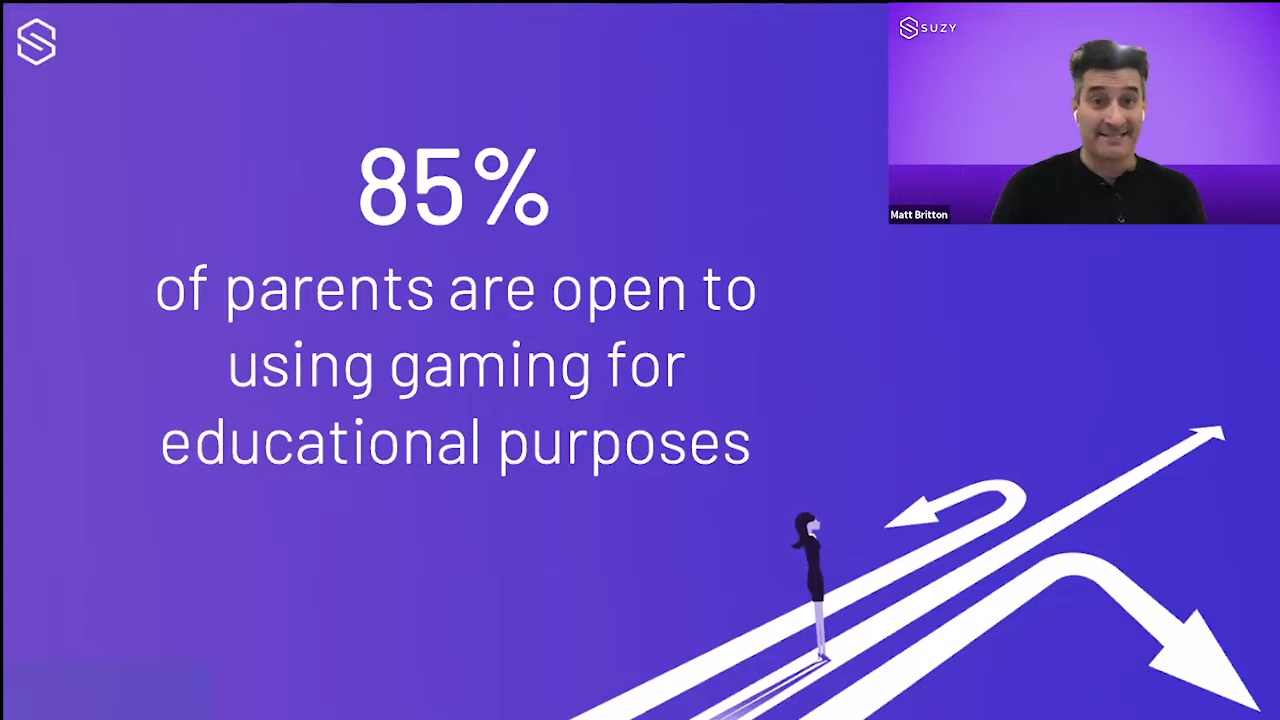 SUZY
Matt Britton
85%
of parents are open to
using gaming for
educational purposes